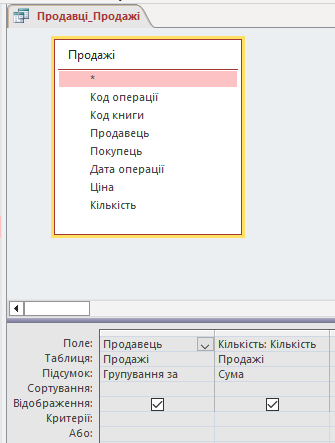 Продавці_Продажі
Продажі
*
Код операції
Код книги
Продавець
Покупець
Дата операції
Ціна
Кількість
Поле: Продавець Кількість: Кількість
Таблиця: Продажі Продажі
Підсумок: Групування за Сума
Сортування:
Відображення:
Критерії:
Або: